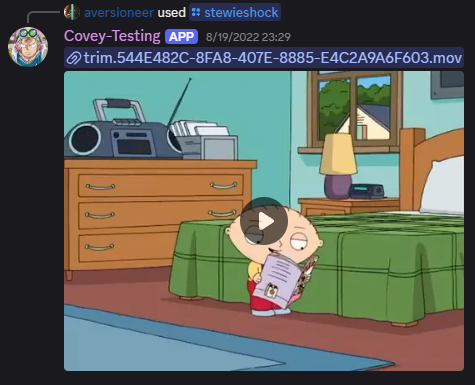 aversioneer used stewieshock
Covey-Testing APP 8/19/2022 23:29
trim.544E482C-8FA8-407E-8885-E4C2A9A6F603.mov